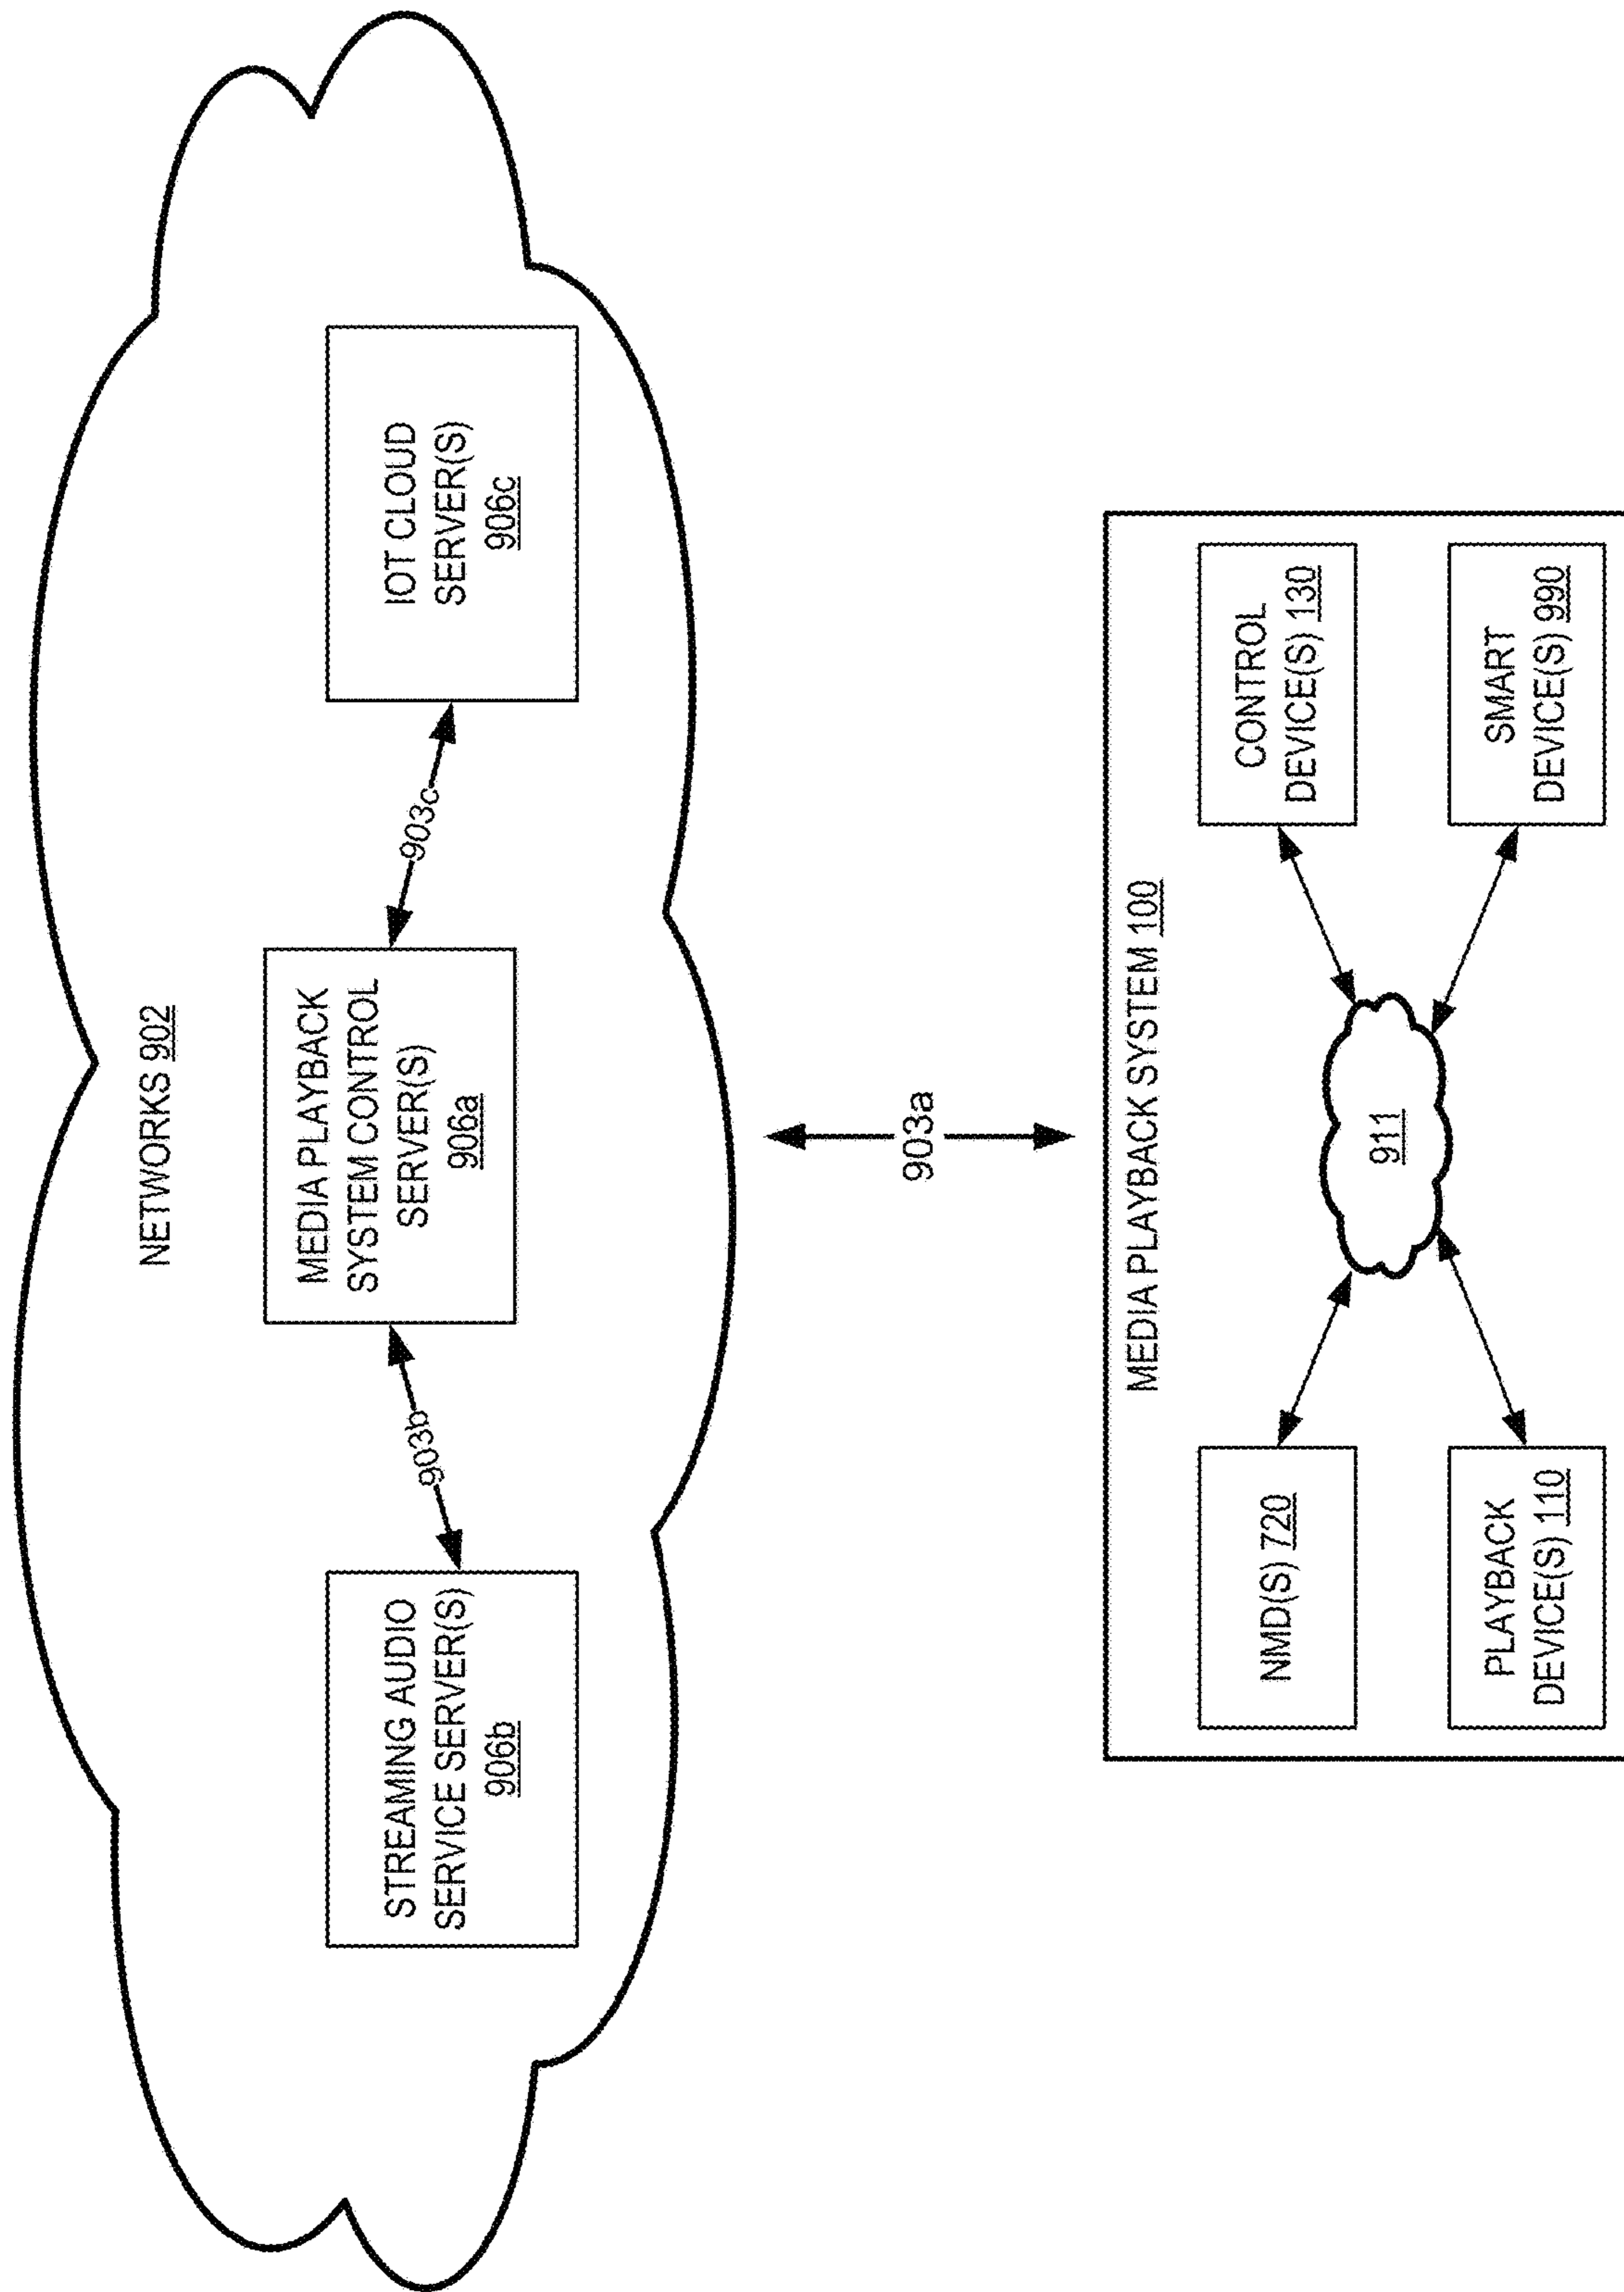 NETWORKS 902
STREAMING AUDIO
SERVICE SERVER(S)
906b
903b
MEDIA PLAYBACK
SYSTEM CONTROL
SERVER(S)
906a
903c
IOT CLOUD
SERVER(S)
906c
903a
MEDIA PLAYBACK SYSTEM 100
NMD(S) 720
CONTROL
DEVICE(S) 130
911
PLAYBACK
DEVICE(S) 110
SMART
DEVICE(S) 990